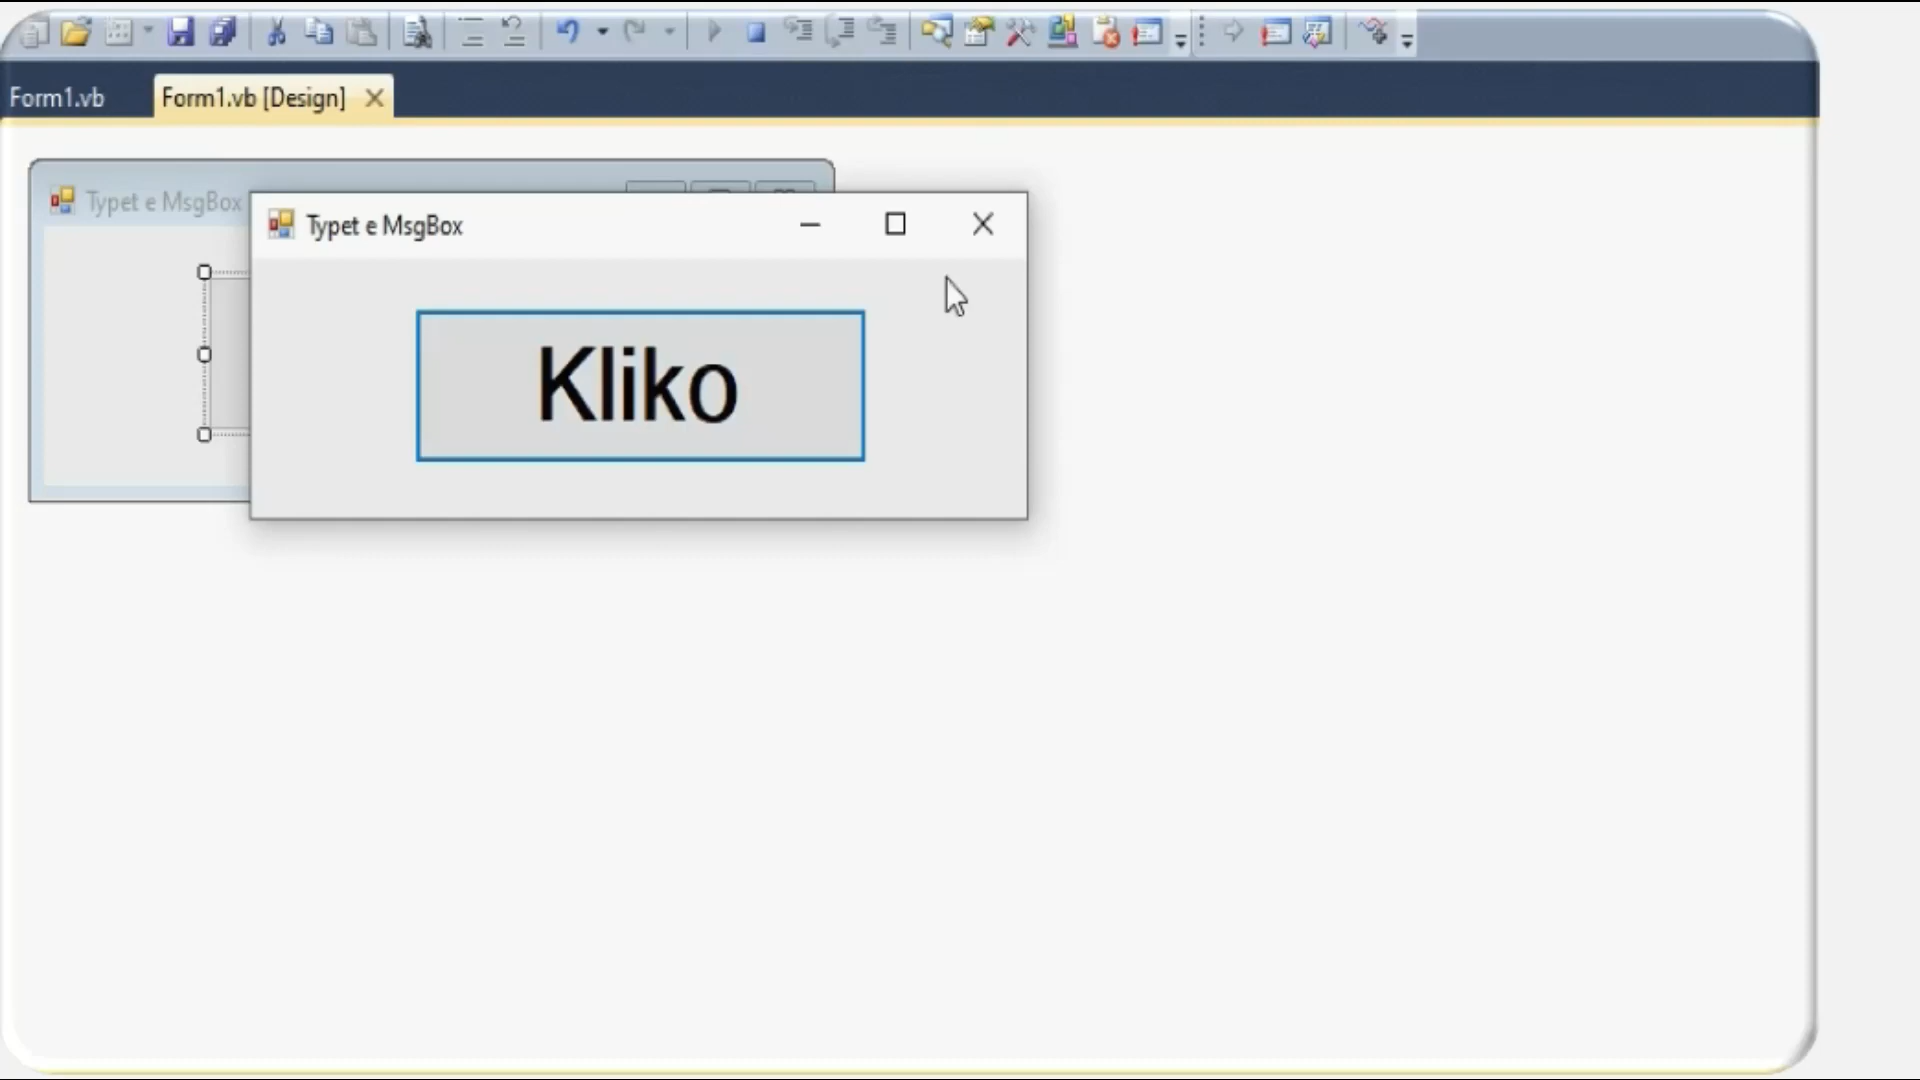 Form1.vb
Form1.vb [Design]
Typet e MsgBox
Typet e MsgBox
Kliko